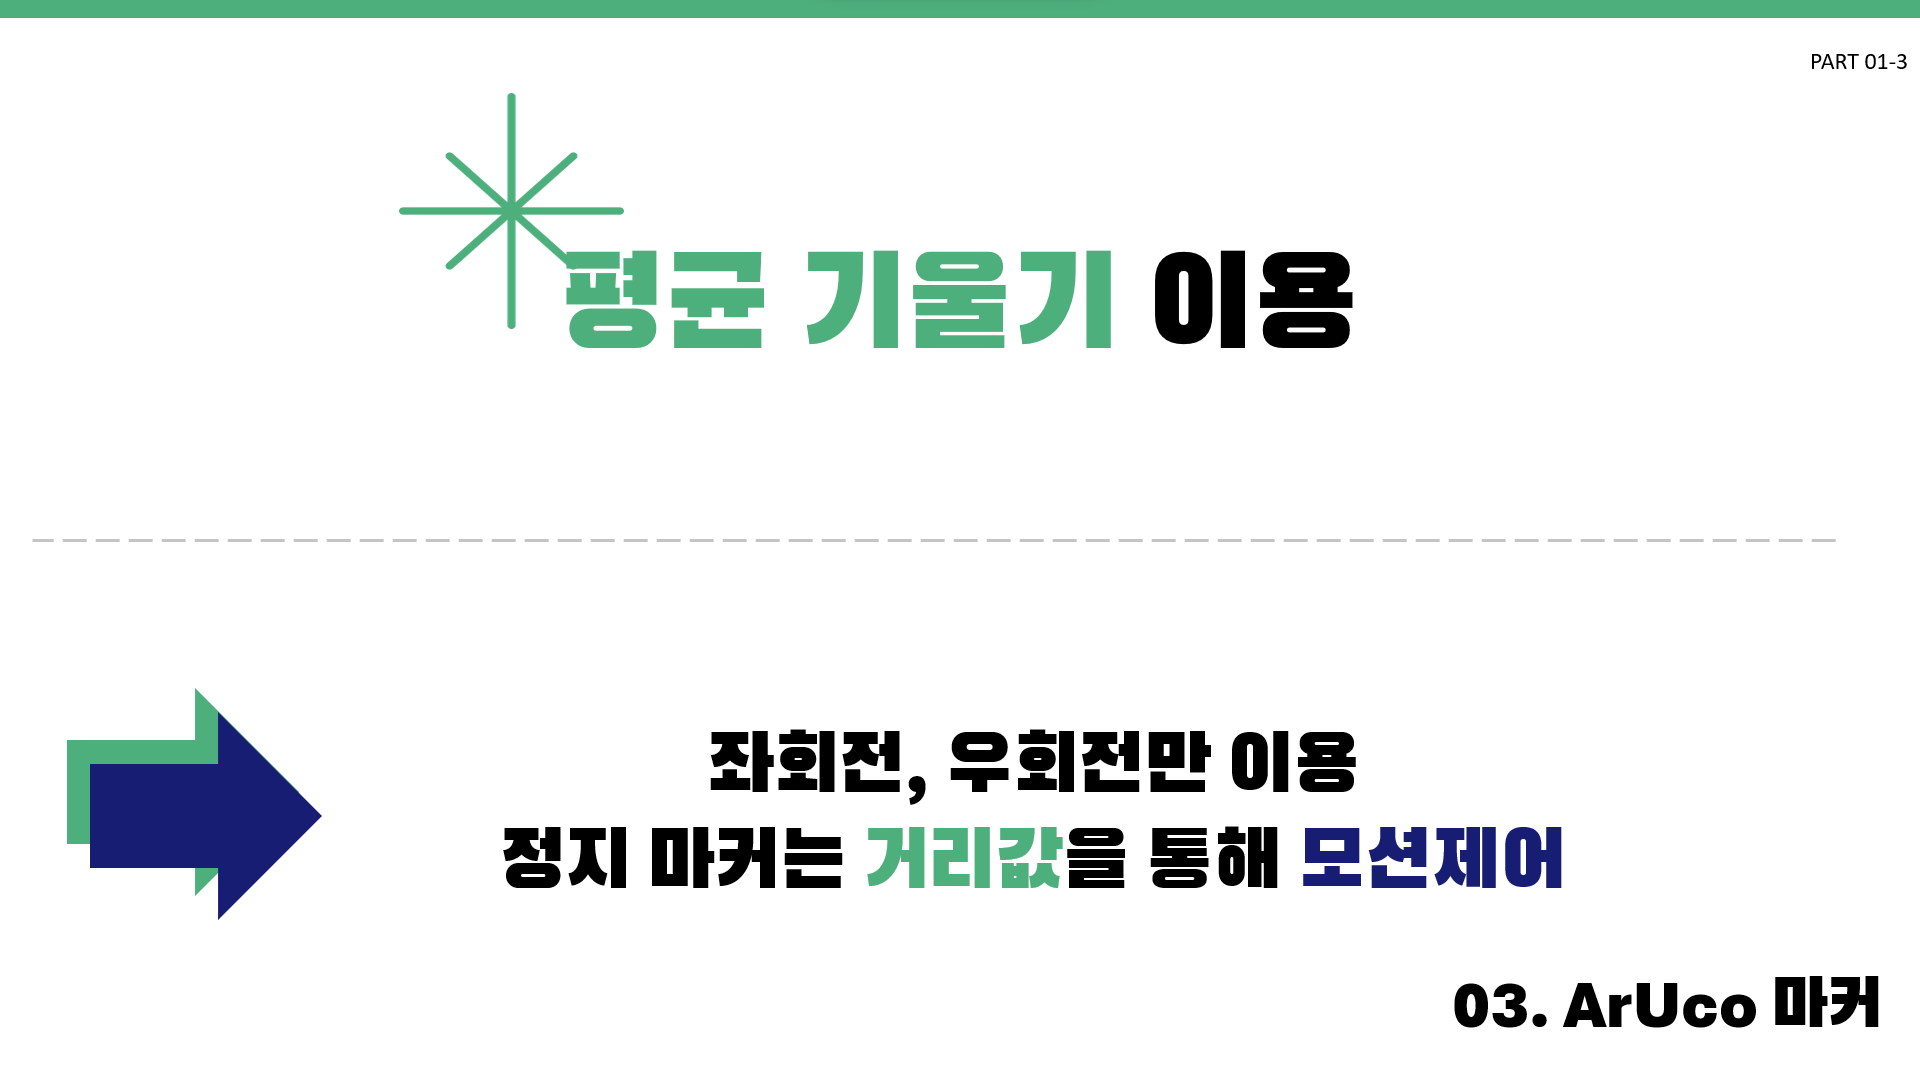 PART 01-3
평균 기울기 이용
좌회전, 우회전만 이용
정지 마커는 거리값을 통해 모션제어
03. ArUco 마커